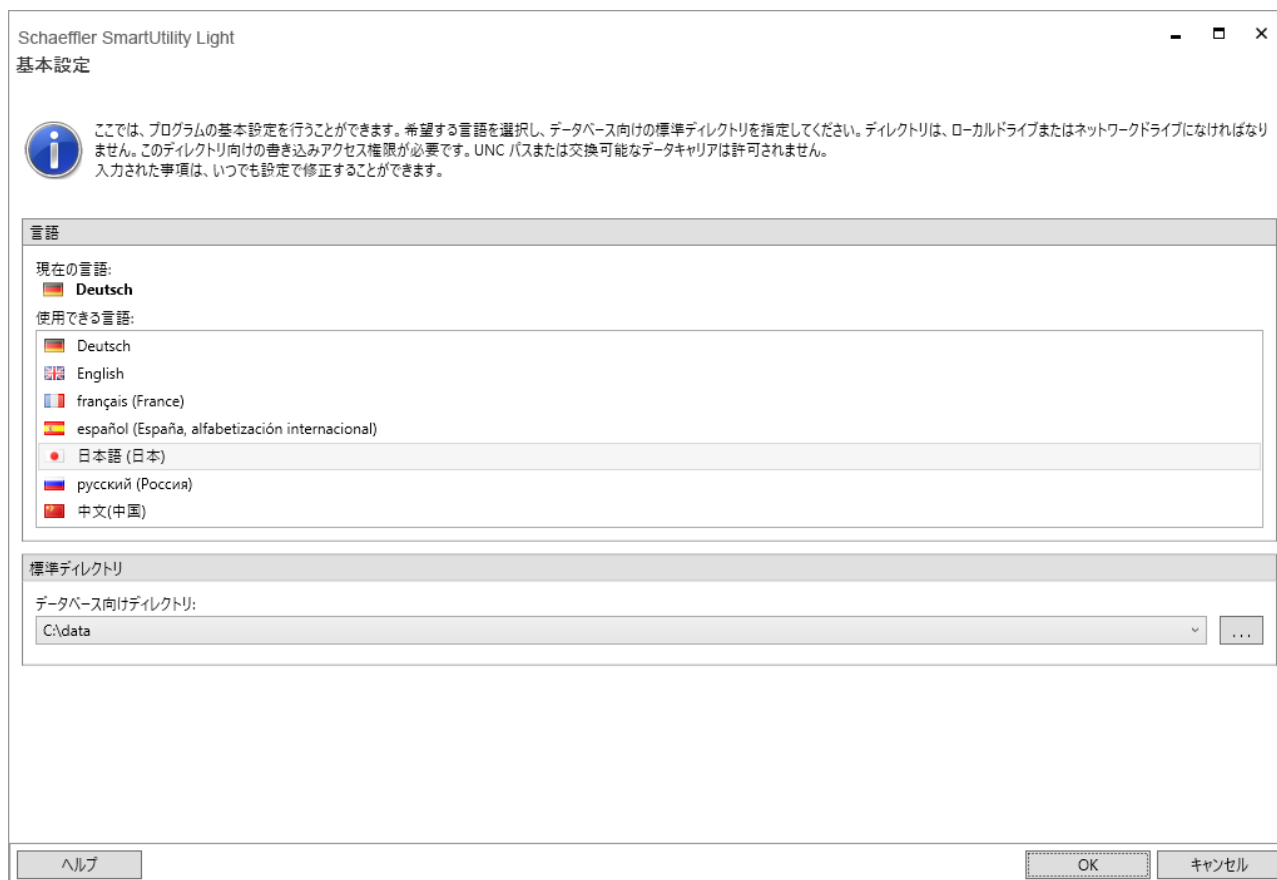 Schaeffler SmartUtility Light
基本設定
ここでは、プログラムの基本設定を行うことができます。希望する言語を選択し、データベース向けの標準ディレクトリを指定してください。ディレクトリは、ローカルドライブまたはネットワークドライブになければなり
ません。このディレクトリ向けの書き込みアクセス権限が必要です。UNC パスまたは交換可能なデータキャリアは許可されません。
入力された事項は、いつでも設定で修正することができます。
言語
現在の言語:
Deutsch
使用できる言語:
Deutsch
English
français (France)
español (España, alfabetización internacional)
日本語 (日本)
русский (Россия)
中文(中国)
標準ディレクトリ
データベース向けディレクトリ:
C:\data
...
ヘルプ
OK
キャンセル